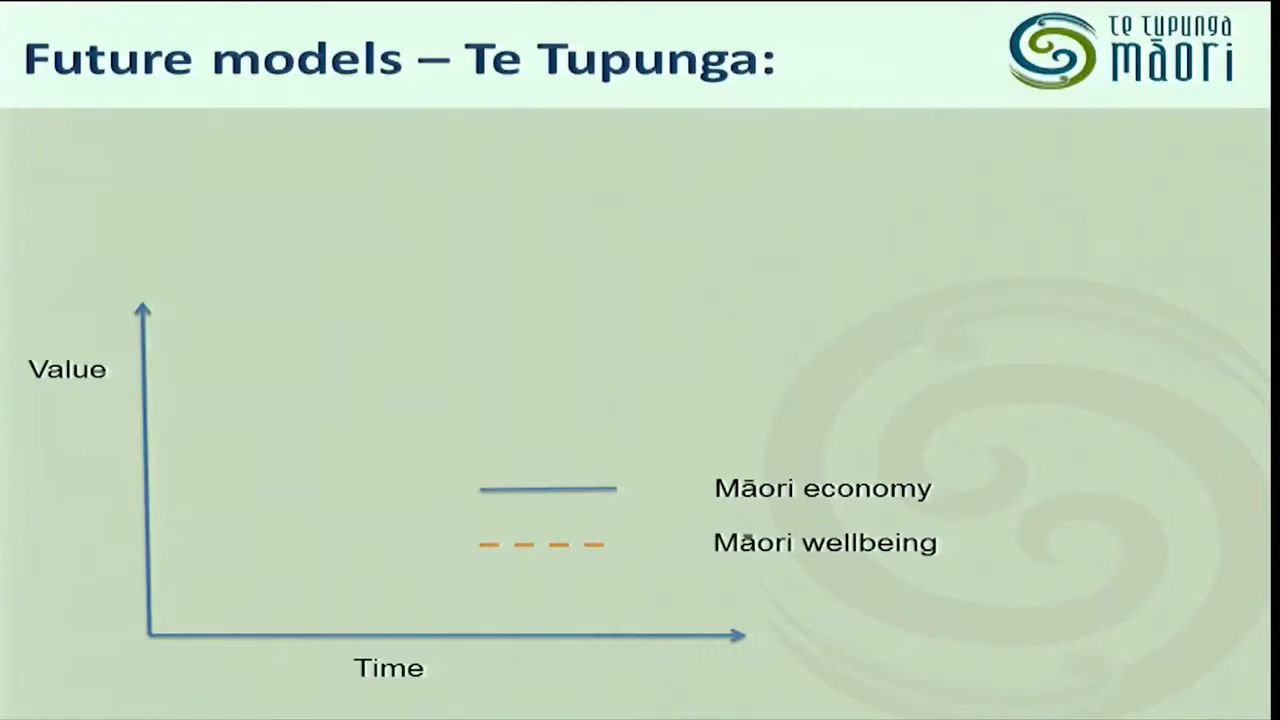 Future models – Te Tupunga:
Te Tupunga
Māori
Value
Māori economy
Māori wellbeing
Time